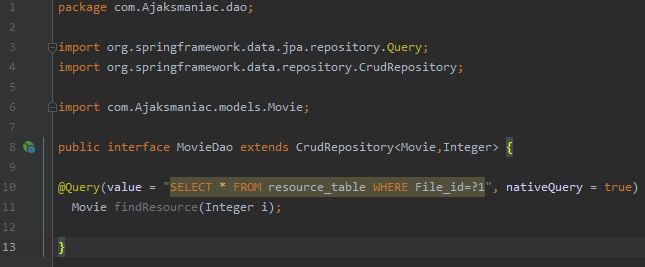 1 package com.Ajaksmaniac.dao;
2
3 import org.springframework.data.jpa.repository.Query;
4 import org.springframework.data.repository.CrudRepository;
5
6 import com.Ajaksmaniac.models.Movie;
7
8 public interface MovieDao extends CrudRepository<Movie,Integer> {
9
10 @Query(value = "SELECT * FROM resource_table WHERE File_id=?1", nativeQuery = true)
11 Movie findResource(Integer i);
12
13 }